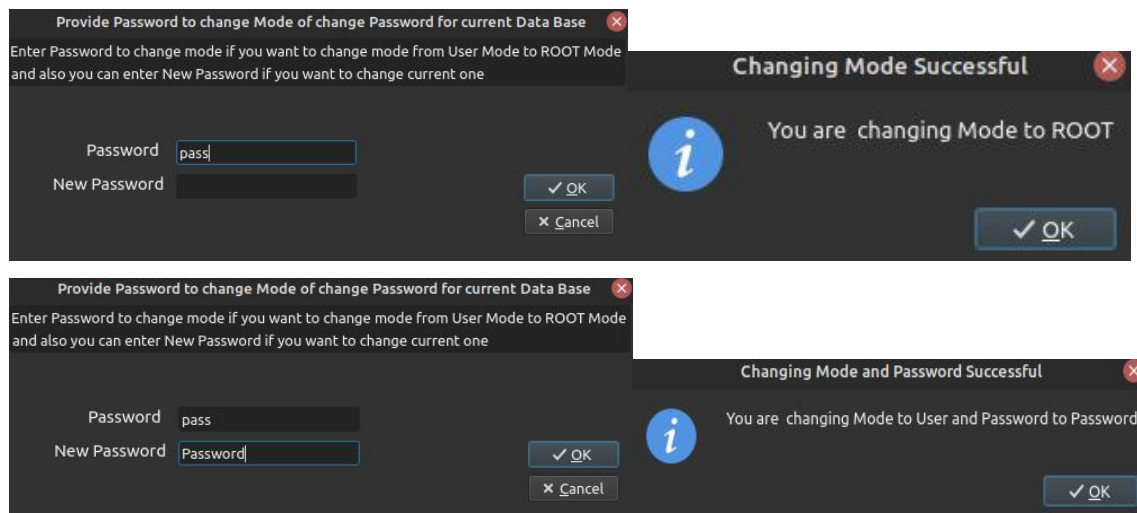 Provide Password to change Mode of change Password for current Data Base
Enter Password to change mode if you want to change mode from User Mode to ROOT Mode
and also you can enter New Password if you want to change current one
Password pass
New Password
OK
Cancel
Changing Mode Successful
You are changing Mode to ROOT
OK
Provide Password to change Mode of change Password for current Data Base
Enter Password to change mode if you want to change mode from User Mode to ROOT Mode
and also you can enter New Password if you want to change current one
Password pass
New Password Password
OK
Cancel
Changing Mode and Password Successful
You are changing Mode to User and Password to Password
OK